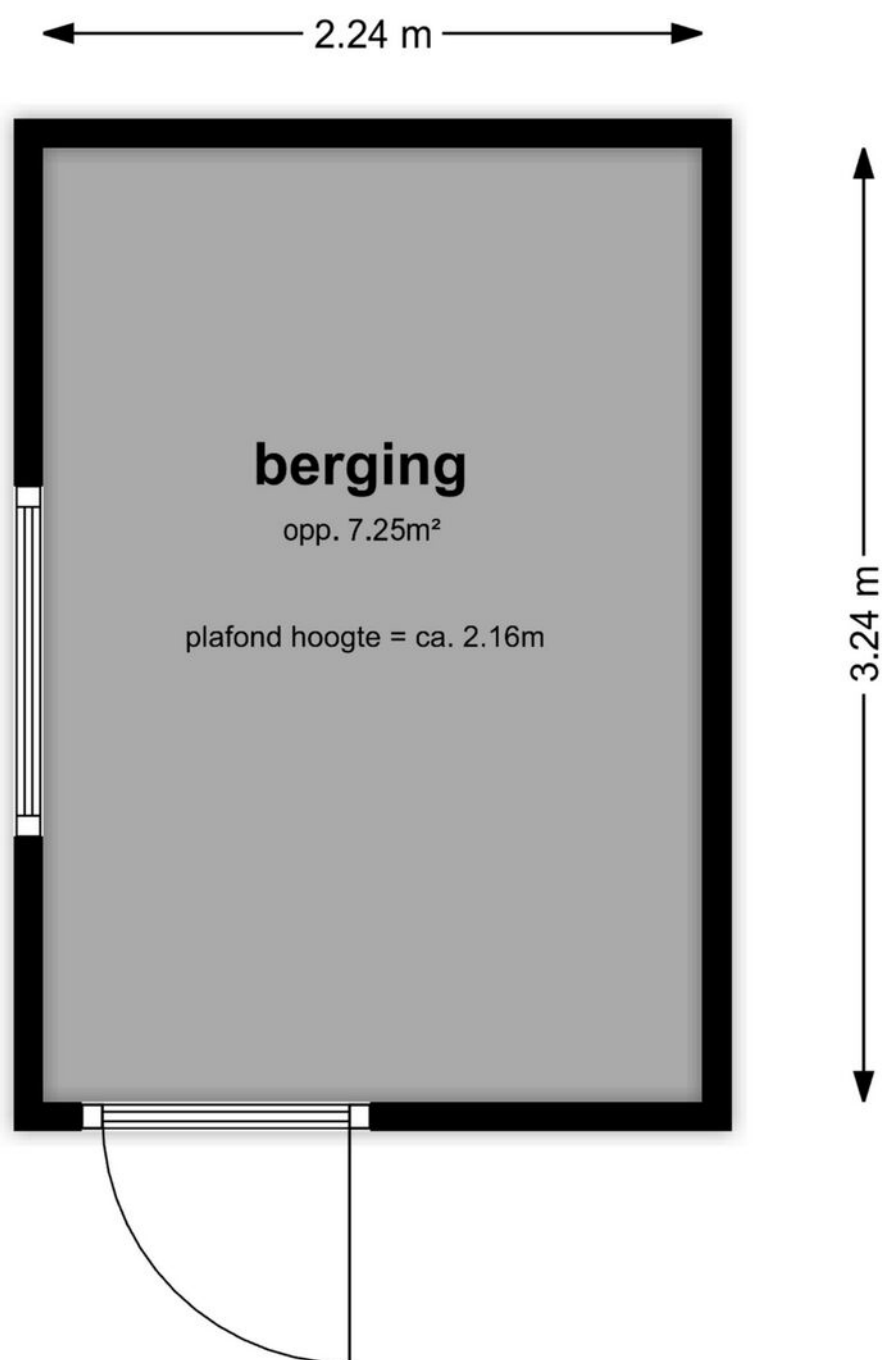 2.24 m
berging
opp. 7.25m²
plafond hoogte = ca. 2.16m
3.24 m